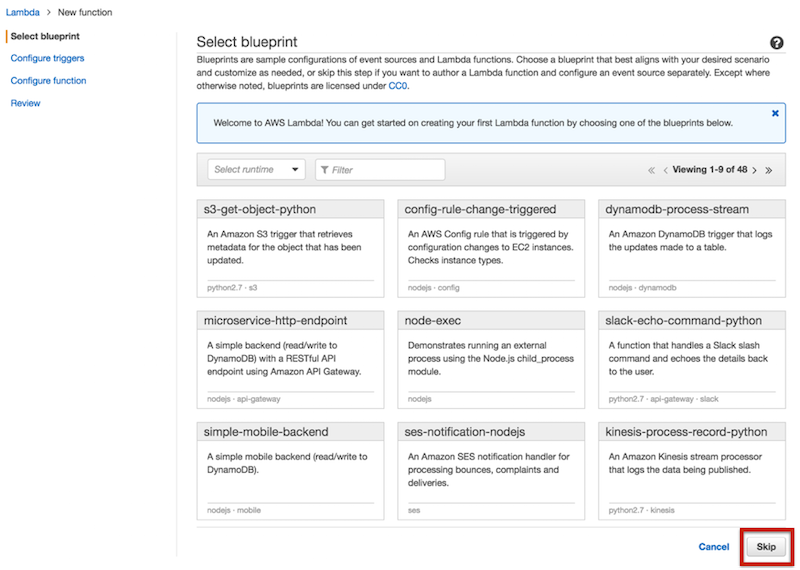 Lambda > New function
Select blueprint
Configure triggers
Configure function
Review
Select blueprint
Blueprints are sample configurations of event sources and Lambda functions. Choose a blueprint that best aligns with your desired scenario
and customize as needed, or skip this step if you want to author a Lambda function and configure an event source separately. Except where
otherwise noted, blueprints are licensed under CC0.
Welcome to AWS Lambda! You can get started on creating your first Lambda function by choosing one of the blueprints below.
Select runtime
Filter
« ‹ Viewing 1-9 of 48 › »
s3-get-object-python
An Amazon S3 trigger that retrieves
metadata for the object that has been
updated.
python2.7 · s3
config-rule-change-triggered
An AWS Config rule that is triggered by
configuration changes to EC2 instances.
Checks instance types.
nodejs · config
dynamodb-process-stream
An Amazon DynamoDB trigger that logs
the updates made to a table.
nodejs · dynamodb
microservice-http-endpoint
A simple backend (read/write to
DynamoDB) with a RESTful API
endpoint using Amazon API Gateway.
nodejs · api-gateway
node-exec
Demonstrates running an external
process using the Node.js child_process
module.
nodejs
slack-echo-command-python
A function that handles a Slack slash
command and echoes the details back
to the user.
python2.7 · api-gateway · slack
simple-mobile-backend
A simple mobile backend (read/write to
DynamoDB).
nodejs · mobile
ses-notification-nodejs
An Amazon SES notification handler for
processing bounces, complaints and
deliveries.
ses
kinesis-process-record-python
An Amazon Kinesis stream processor
that logs the data being published.
python2.7 · kinesis
Cancel
Skip